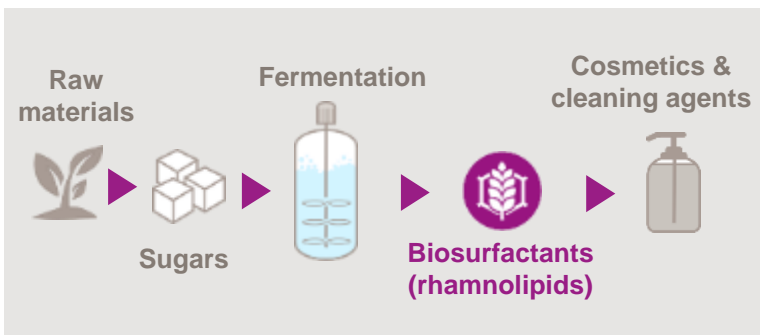 Raw
materials
Sugars
Fermentation
Biosurfactants
(rhamnolipids)
Cosmetics &
cleaning agents